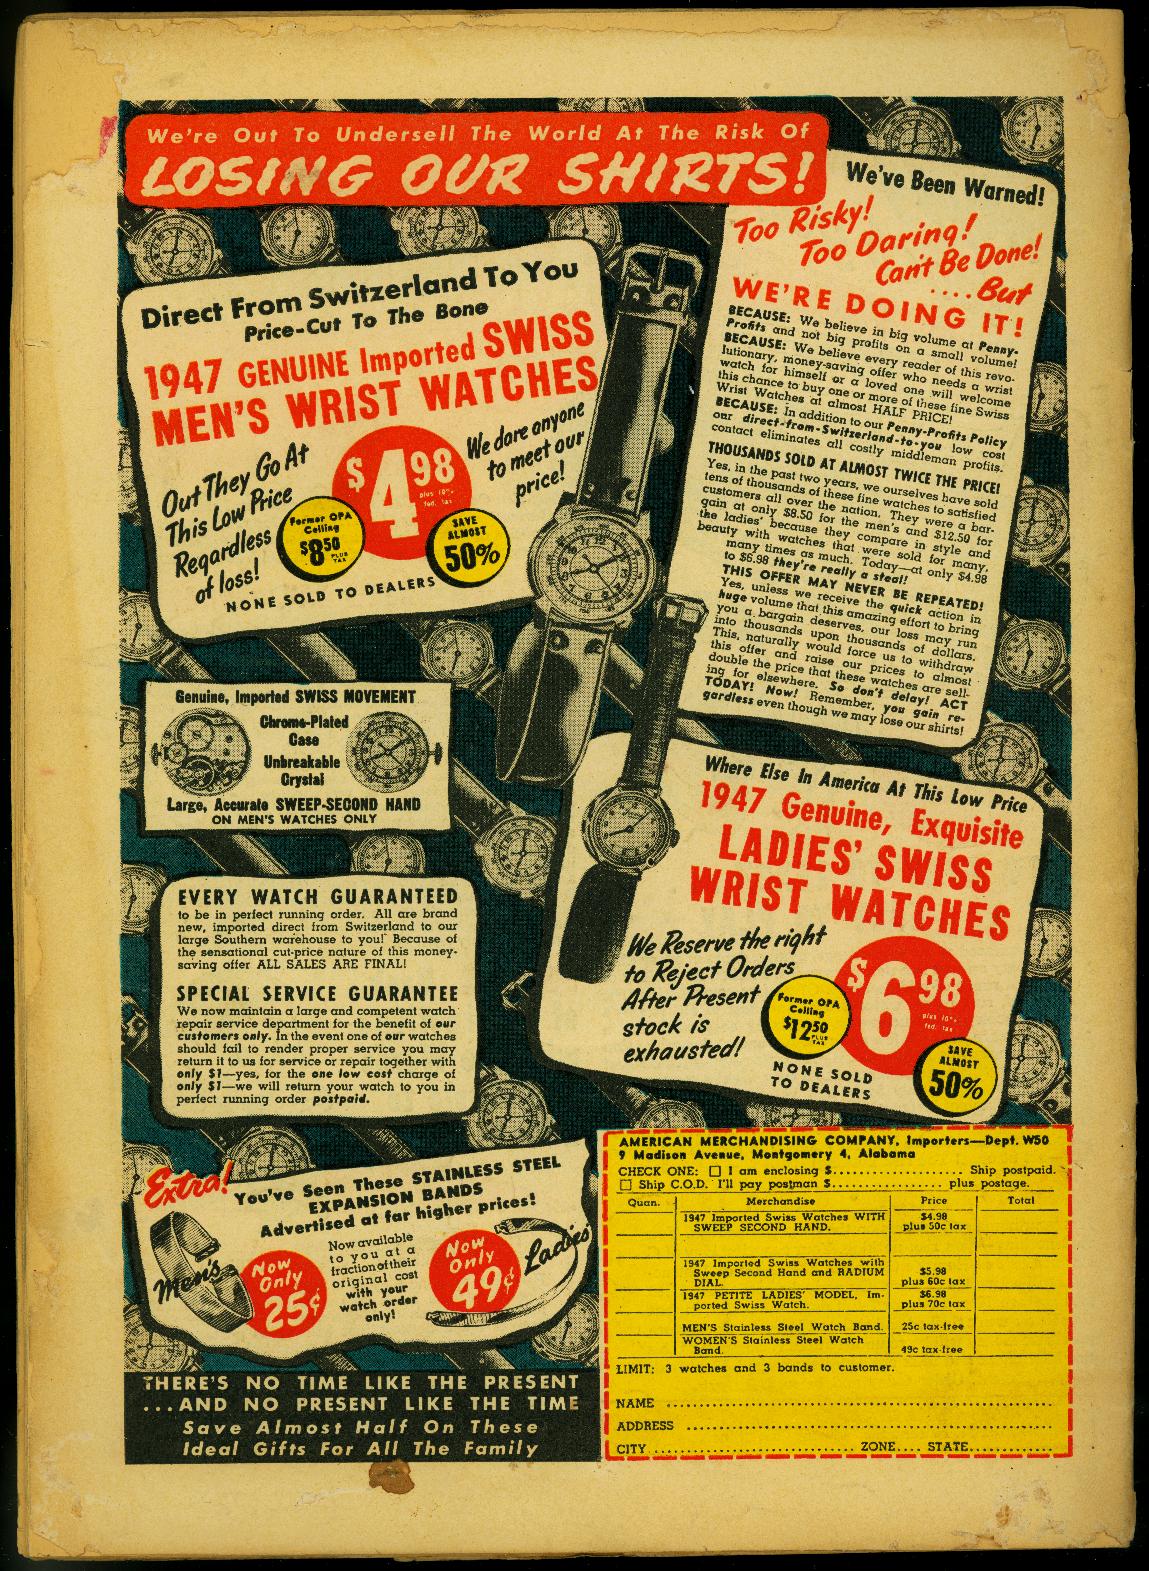 We're Out To Undersell The World At The Risk Of
LOSING OUR SHIRTS!
We've Been Warned!
Too Risky!
Too Daring!
Can't Be Done!
....But
WE'RE DOING IT!
BECAUSE: We believe in big volume at Penny-
Profits and not big profits on a small volume!
BECAUSE: We believe every reader of this revo-
lutionary, money-saving offer who needs a wrist
watch for himself or a loved one will welcome
this chance to buy one or more of these fine Swiss
Wrist Watches at almost HALF PRICE!
BECAUSE: In addition to our Penny-Profits Policy
our direct-from-Switzerland-to-you low cost
contact eliminates all costly middleman profits.
THOUSANDS SOLD AT ALMOST TWICE THE PRICE!
Yes, in the past two years, we ourselves have sold
tens of thousands of these fine watches to satisfied
customers all over the nation. They were a bar-
gain at only $8.50 for the men's and $12.50 for
the ladies' because they compare in style and
beauty with watches that were sold for many,
many times as much. Today—at only $4.98
to $6.98 they're really a steal!
THIS OFFER MAY NEVER BE REPEATED!
Yes, unless we receive the quick action in
huge volume that this amazing effort to bring
you a bargain deserves, our loss may run
into thousands upon thousands of dollars.
This, naturally would force us to withdraw
this offer and raise our prices to almost
double the price that these watches are sell-
ing for elsewhere. So don't delay! ACT
TODAY! Now! Remember, you gain re-
gardless even though we may lose our shirts!
Direct From Switzerland To You
Price-Cut To The Bone
1947 GENUINE Imported SWISS
MEN'S WRIST WATCHES
Out They Go At
This Low Price
Regardless
of loss!
$4.98
plus 10%
fed. tax
We dare anyone
to meet our
price!
Former OPA
Ceiling
$8.50
PLUS
TAX
SAVE
ALMOST
50%
NONE SOLD TO DEALERS
Genuine, Imported SWISS MOVEMENT
Chrome-Plated
Case
Unbreakable
Crystal
Large, Accurate SWEEP-SECOND HAND
ON MEN'S WATCHES ONLY
Where Else In America At This Low Price
1947 Genuine, Exquisite
LADIES' SWISS
WRIST WATCHES
We Reserve the right
to Reject Orders
After Present
stock is
exhausted!
Former OPA
Ceiling
$12.50
PLUS
TAX
$6.98
plus 10%
fed. tax
SAVE
ALMOST
50%
NONE SOLD
TO DEALERS
EVERY WATCH GUARANTEED
to be in perfect running order. All are brand
new, imported direct from Switzerland to our
large Southern warehouse to you! Because of
the sensational cut-price nature of this money-
saving offer ALL SALES ARE FINAL!
SPECIAL SERVICE GUARANTEE
We now maintain a large and competent watch
repair service department for the benefit of our
customers only. In the event one of our watches
should fail to render proper service you may
return it to us for service or repair together with
only $1—yes, for the one low cost charge of
only $1—we will return your watch to you in
perfect running order postpaid.
Extra!
You've Seen These STAINLESS STEEL
EXPANSION BANDS
Advertised at far higher prices!
Men's
Now
Only
25¢
Now available
to you at a
fraction of their
original cost
with your
watch order
only!
Now
Only
49¢
Ladies'
THERE'S NO TIME LIKE THE PRESENT
...AND NO PRESENT LIKE THE TIME
Save Almost Half On These
Ideal Gifts For All The Family
AMERICAN MERCHANDISING COMPANY, Importers—Dept. W50
9 Madison Avenue, Montgomery 4, Alabama
CHECK ONE: ☐ I am enclosing $..................... Ship postpaid.
☐ Ship C.O.D. I'll pay postman $.................. plus postage.
Quan. Merchandise Price Total
1947 Imported Swiss Watches WITH $4.98
SWEEP SECOND HAND. plus 50c tax
1947 Imported Swiss Watches with
Sweep Second Hand and RADIUM $5.98
DIAL. plus 60c tax
1947 PETITE LADIES' MODEL, Im- $6.98
ported Swiss Watch. plus 70c tax
MEN'S Stainless Steel Watch Band. 25c tax-free
WOMEN'S Stainless Steel Watch
Band. 49c tax-free
LIMIT: 3 watches and 3 bands to customer.
NAME ..............................
ADDRESS ..............................
CITY .............................. ZONE.... STATE..............